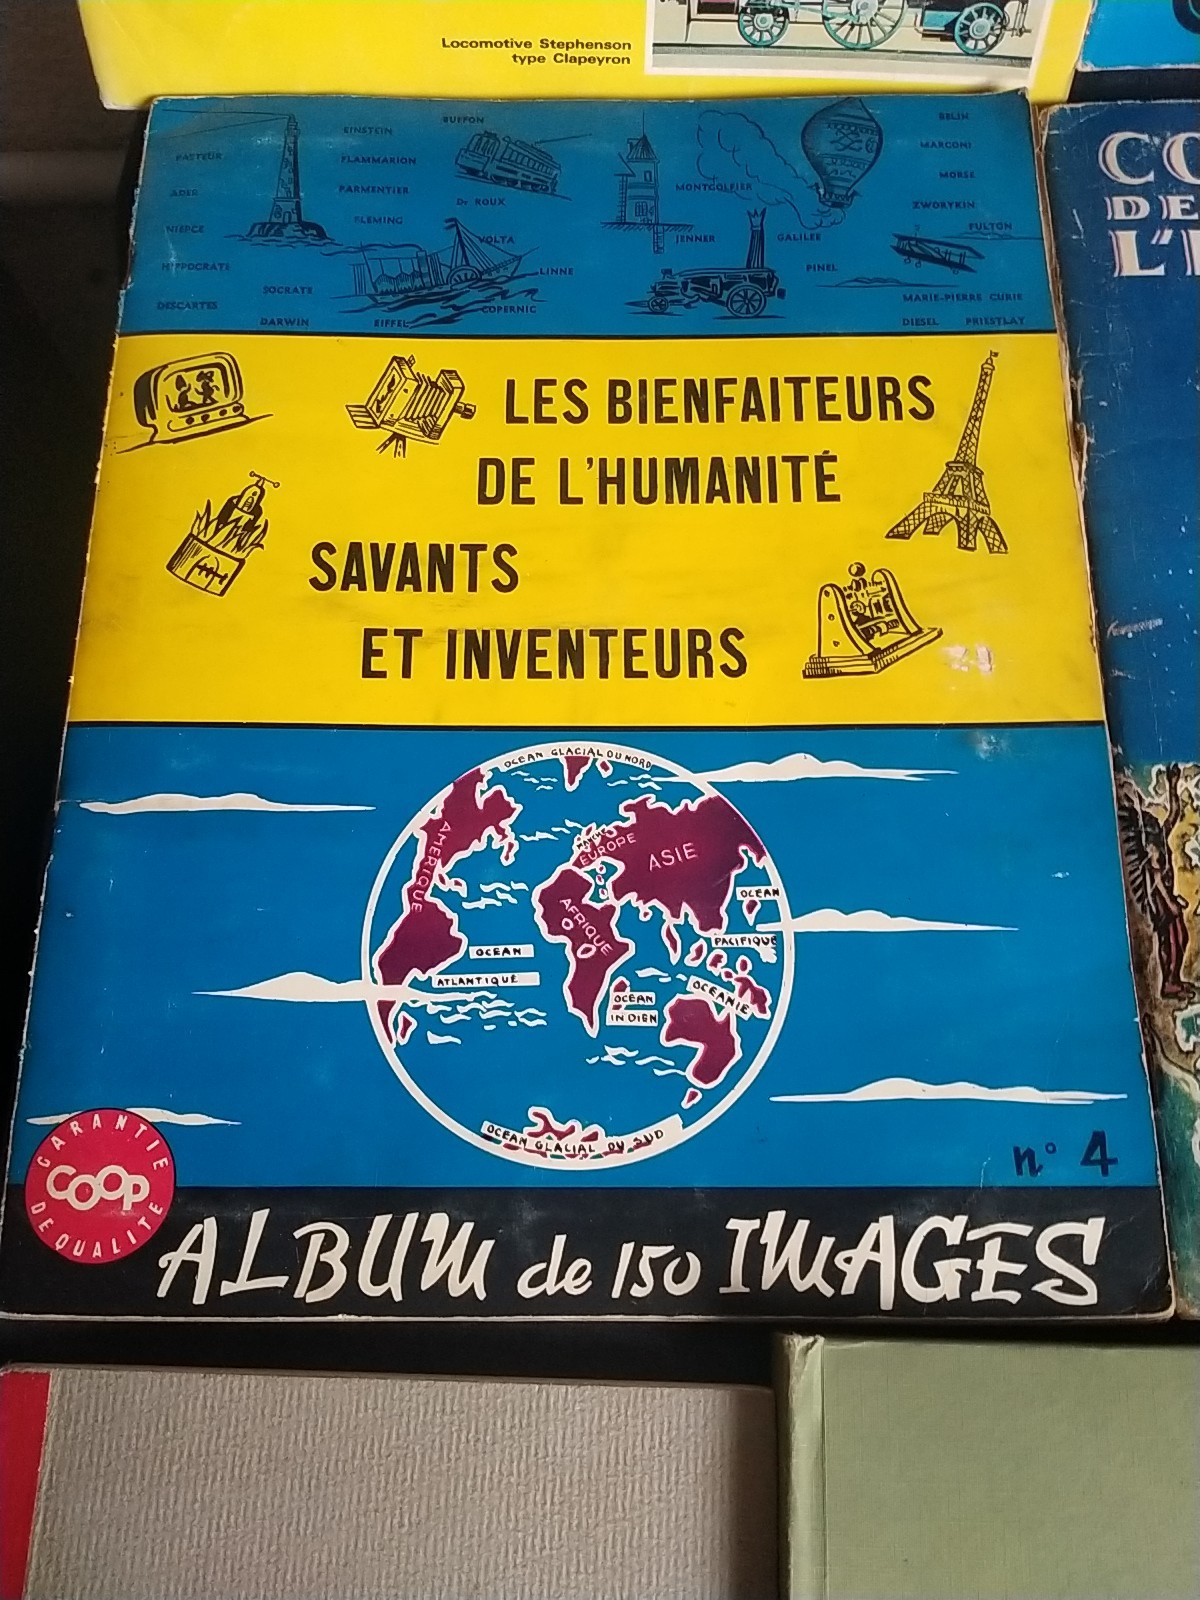 Locomotive Stephenson
type Clapeyron
PASTEUR
ADER
NIEPCE
HIPPOCRATE
DESCARTES
EINSTEIN
FLAMMARION
PARMENTIER
FLEMING
SOCRATE
DARWIN
EIFFEL
BUFFON
Dr ROUX
VOLTA
LINNE
COPERNIC
MONTGOLFIER
JENNER
GALILEE
PINEL
BELIN
MARCONI
MORSE
ZWORYKIN
FULTON
MARIE-PIERRE CURIE
DIESEL PRIESTLAY
LES BIENFAITEURS
DE L'HUMANITÉ
SAVANTS
ET INVENTEURS
OCEAN GLACIAL DU NORD
AMERIQUE
EUROPE
ASIE
AFRIQUE
OCEAN
PACIFIQUE
OCEAN
ATLANTIQUE
OCEAN
INDIEN
OCEANIE
OCEAN GLACIAL DU SUD
n° 4
GARANTIE
COOP
DE QUALITE
ALBUM de 150 IMAGES
CO
DE
L'